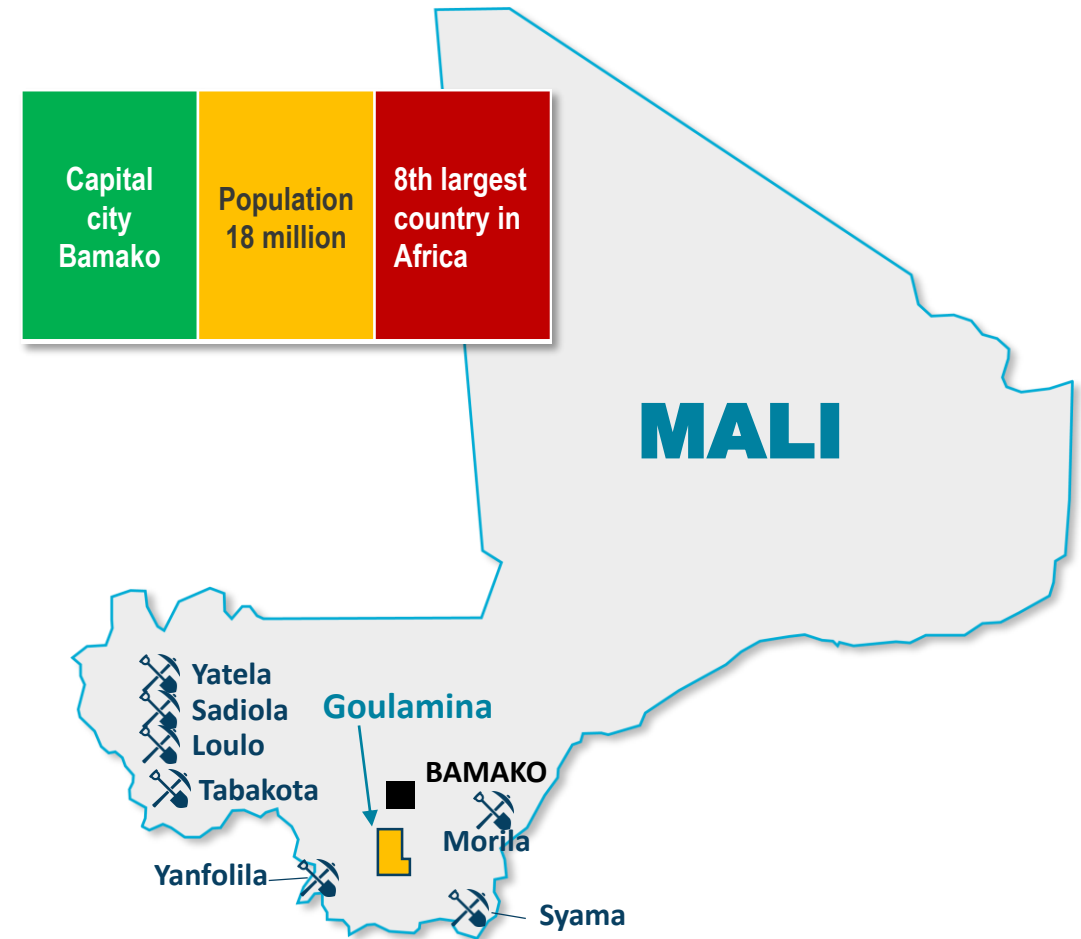 Capital
city
Bamako
Population
18 million
8th largest
country in
Africa
MALI
Yatela
Sadiola
Loulo
Tabakota
Goulamina
BAMAKO
Morila
Yanfolila
Syama